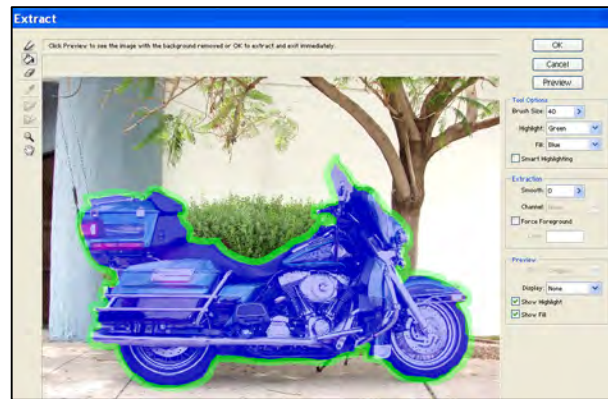 Extract
Click Preview to see the image with the background removed or OK to extract and exit immediately.
OK
Cancel
Preview
Tool Options
Brush Size: 40
Highlight: Green
Fill: Blue
Smart Highlighting
Extraction
Smooth: 0
Channel: None
Force Foreground
Color:
Preview
Display: None
Show Highlight
Show Fill